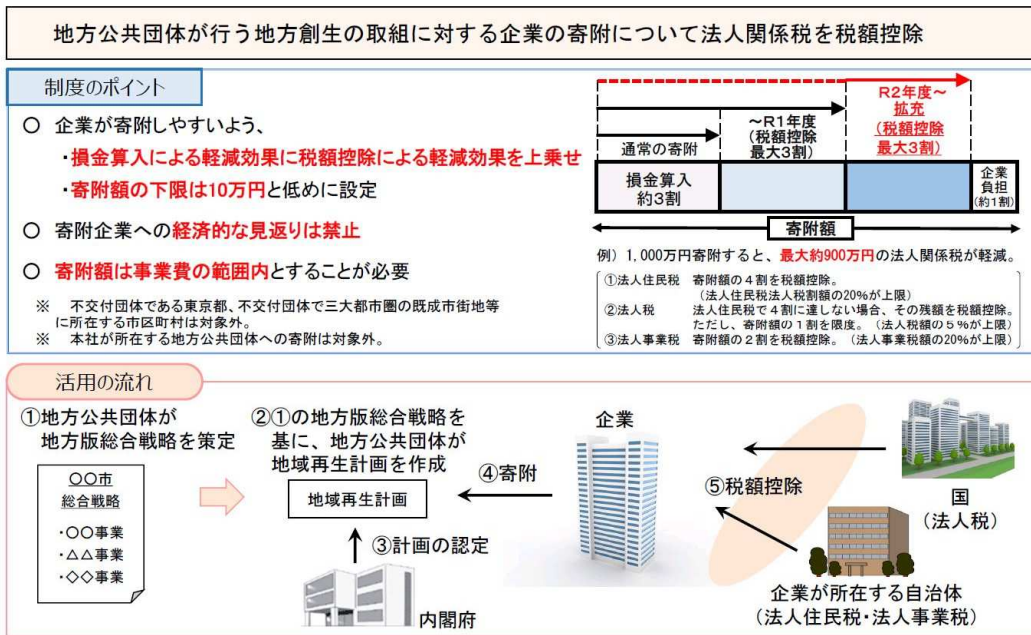 地方公共団体が行う地方創生の取組に対する企業の寄附について法人関係税を税額控除
制度のポイント
○ 企業が寄附しやすいよう、
・損金算入による軽減効果に税額控除による軽減効果を上乗せ
・寄附額の下限は10万円と低めに設定
○ 寄附企業への経済的な見返りは禁止
○ 寄附額は事業費の範囲内とすることが必要
※ 不交付団体である東京都、不交付団体で三大都市圏の既成市街地等
に所在する市区町村は対象外。
※ 本社が所在する地方公共団体への寄附は対象外。
通常の寄附
~R1年度
(税額控除
最大3割)
R2年度~
拡充
(税額控除
最大3割)
損金算入
約3割
企業
負担
(約1割)
寄附額
例) 1,000万円寄附すると、最大約900万円の法人関係税が軽減。
①法人住民税 寄附額の4割を税額控除。
(法人住民税法人税割額の20%が上限)
②法人税 法人住民税で4割に達しない場合、その残額を税額控除。
ただし、寄附額の1割を限度。(法人税額の5%が上限)
③法人事業税 寄附額の2割を税額控除。(法人事業税額の20%が上限)
活用の流れ
①地方公共団体が
地方版総合戦略を策定
○○市
総合戦略
・○○事業
・△△事業
・◇◇事業
②①の地方版総合戦略を
基に、地方公共団体が
地域再生計画を作成
地域再生計画
③計画の認定
内閣府
④寄附
企業
⑤税額控除
国
(法人税)
企業が所在する自治体
(法人住民税・法人事業税)